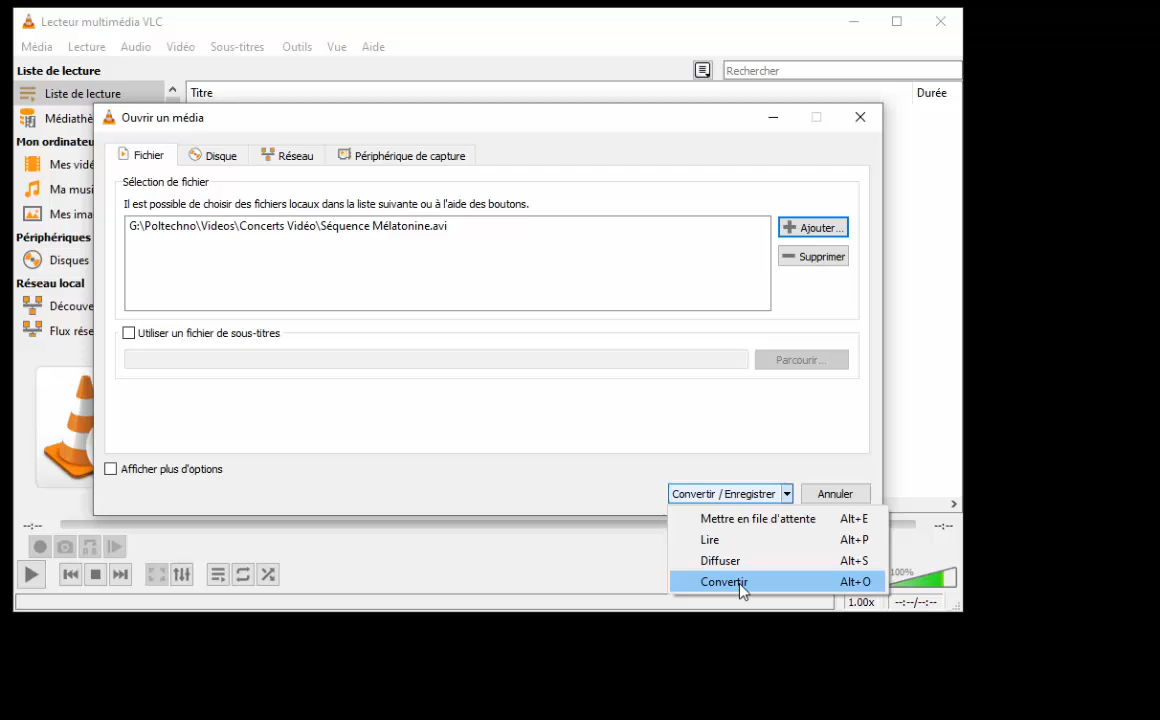 Lecteur multimédia VLC
Média Lecture Audio Vidéo Sous-titres Outils Vue Aide
Liste de lecture
Rechercher
Liste de lecture
Titre
Durée
Ouvrir un média
Mon ordinateu
Mes vidé
Ma musi
Mes ima
Périphériques
Disques
Réseau local
Découve
Flux rése
Fichier Disque Réseau Périphérique de capture
Sélection de fichier
Il est possible de choisir des fichiers locaux dans la liste suivante ou à l'aide des boutons.
G:\Poltechno\Videos\Concerts Vidéo\Séquence Mélatonine.avi
Ajouter...
Supprimer
Utiliser un fichier de sous-titres
Parcourir...
Afficher plus d'options
Convertir / Enregistrer Annuler
Mettre en file d'attente Alt+E
Lire Alt+P
Diffuser Alt+S
Convertir Alt+O
--:-- --:--
100%
1.00x --:--/--:--
Médiathè